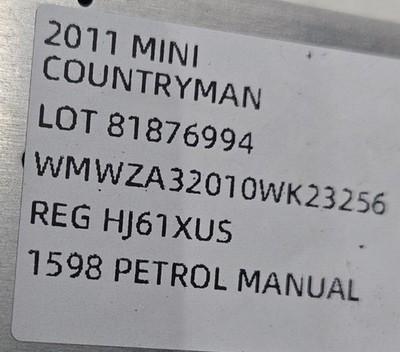 2011 MINI
COUNTRYMAN
LOT 81876994
WMWZA32010WK23256
REG HJ61XUS
1598 PETROL MANUAL